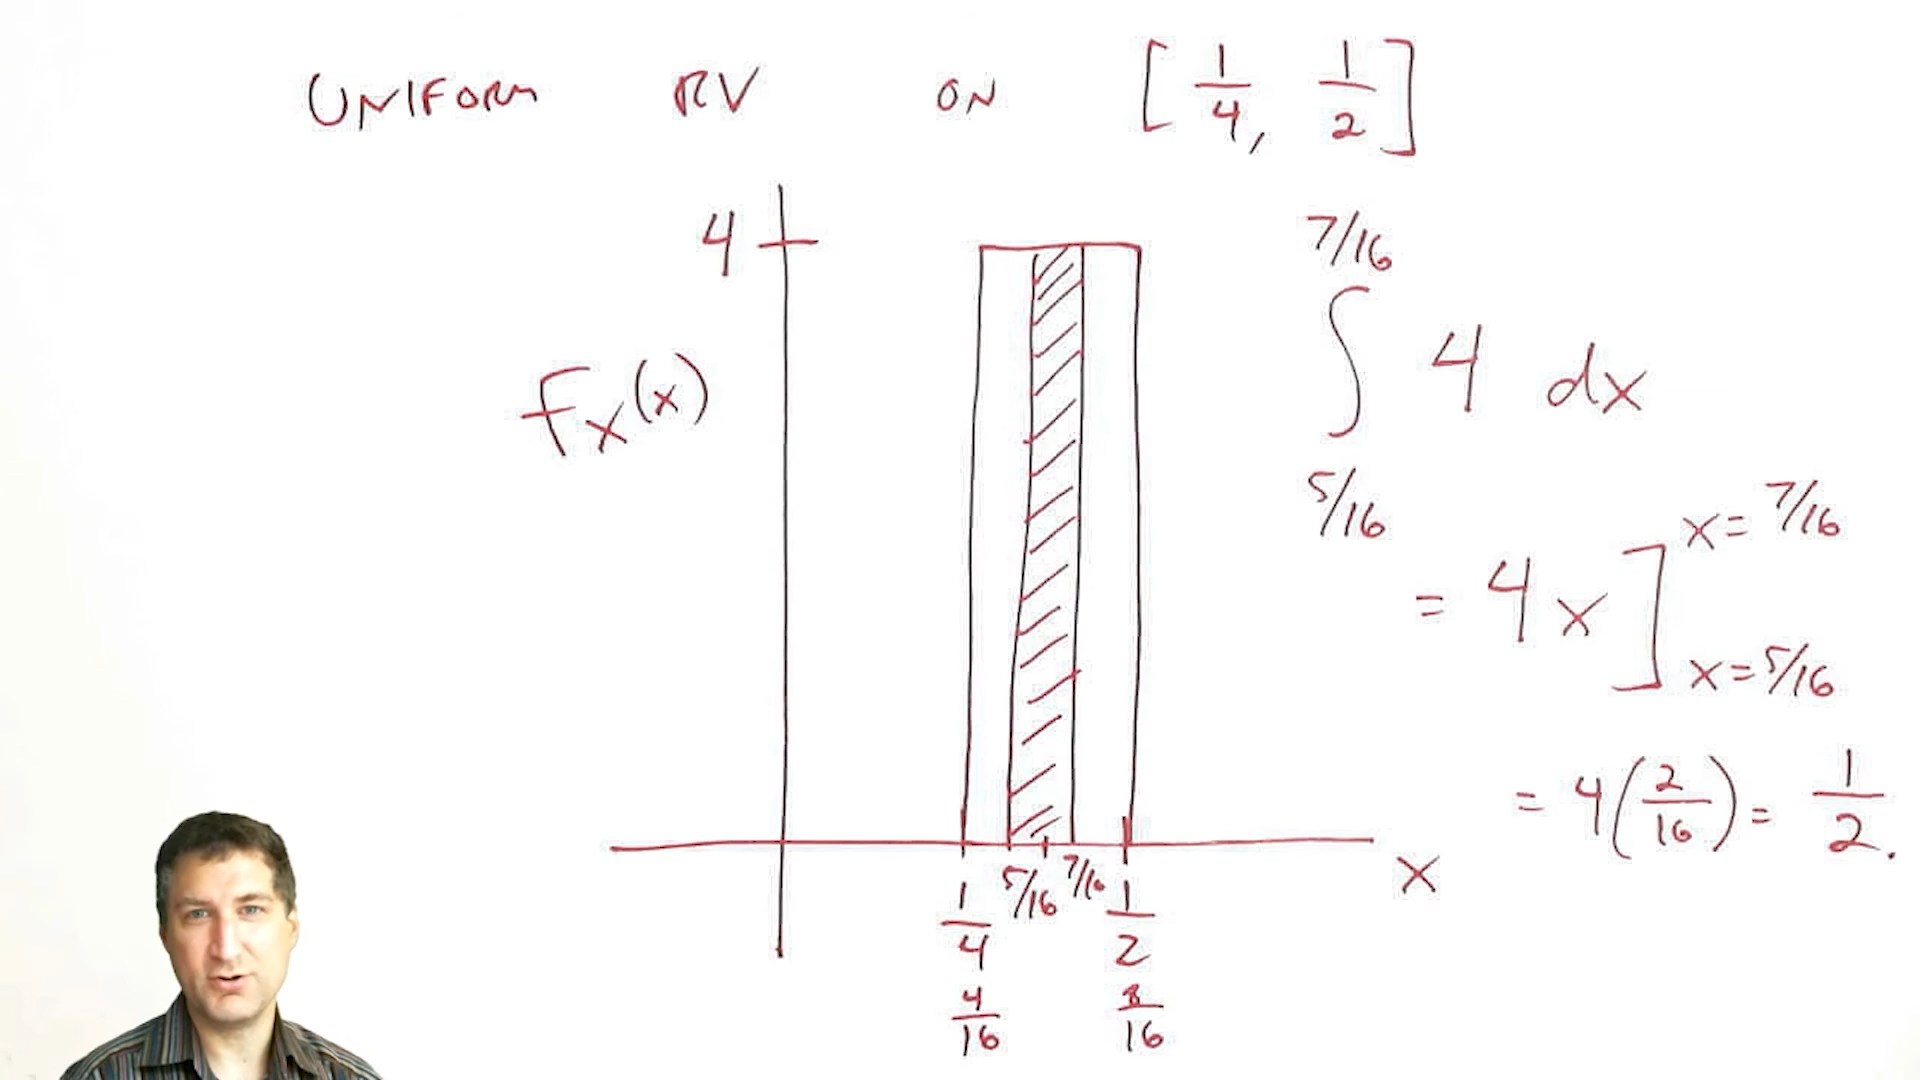 UNIFORM RV ON [1/4, 1/2]
4
fX(x)
1/4 5/16 7/16 1/2 x
4/16 8/16
∫ 7/16 5/16 4 dx
= 4x] x=7/16 x=5/16
= 4(2/16) = 1/2.